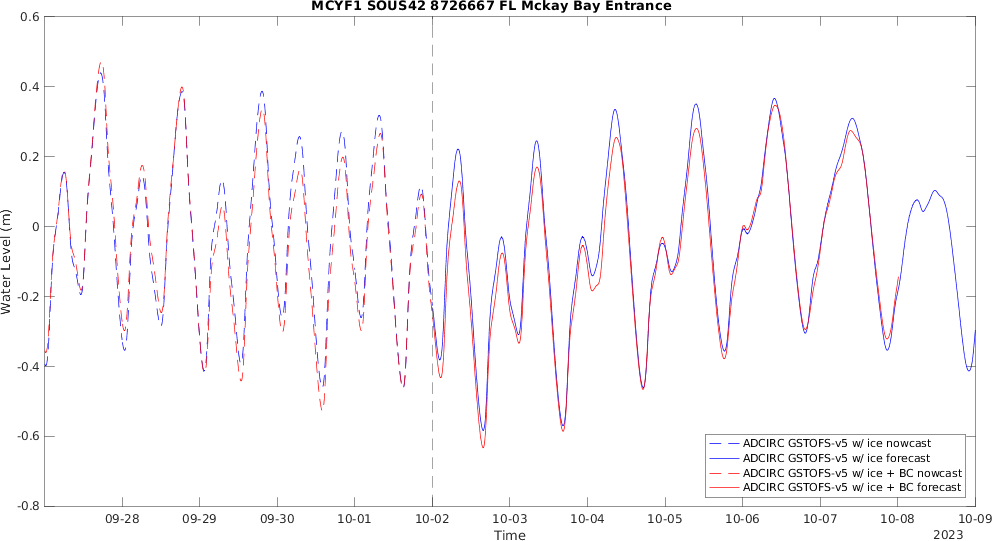 MCYF1 SOUS42 8726667 FL Mckay Bay Entrance
0.6
0.4
0.2
0
-0.2
-0.4
-0.6
-0.8
Water Level (m)
ADCIRC GSTOFS-v5 w/ ice nowcast
ADCIRC GSTOFS-v5 w/ ice forecast
ADCIRC GSTOFS-v5 w/ ice + BC nowcast
ADCIRC GSTOFS-v5 w/ ice + BC forecast
09-28 09-29 09-30 10-01 10-02 10-03 10-04 10-05 10-06 10-07 10-08 10-09
Time
2023